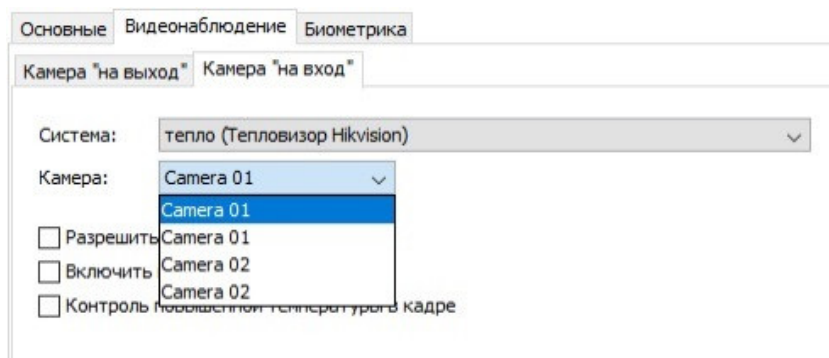 Основные Видеонаблюдение Биометрика
Камера "на выход" Камера "на вход"
Система: тепло (Тепловизор Hikvision)
Камера: Camera 01
Camera 01
Разрешить Camera 01
Включить Camera 02
Camera 02
Контроль повышенной температуры в кадре